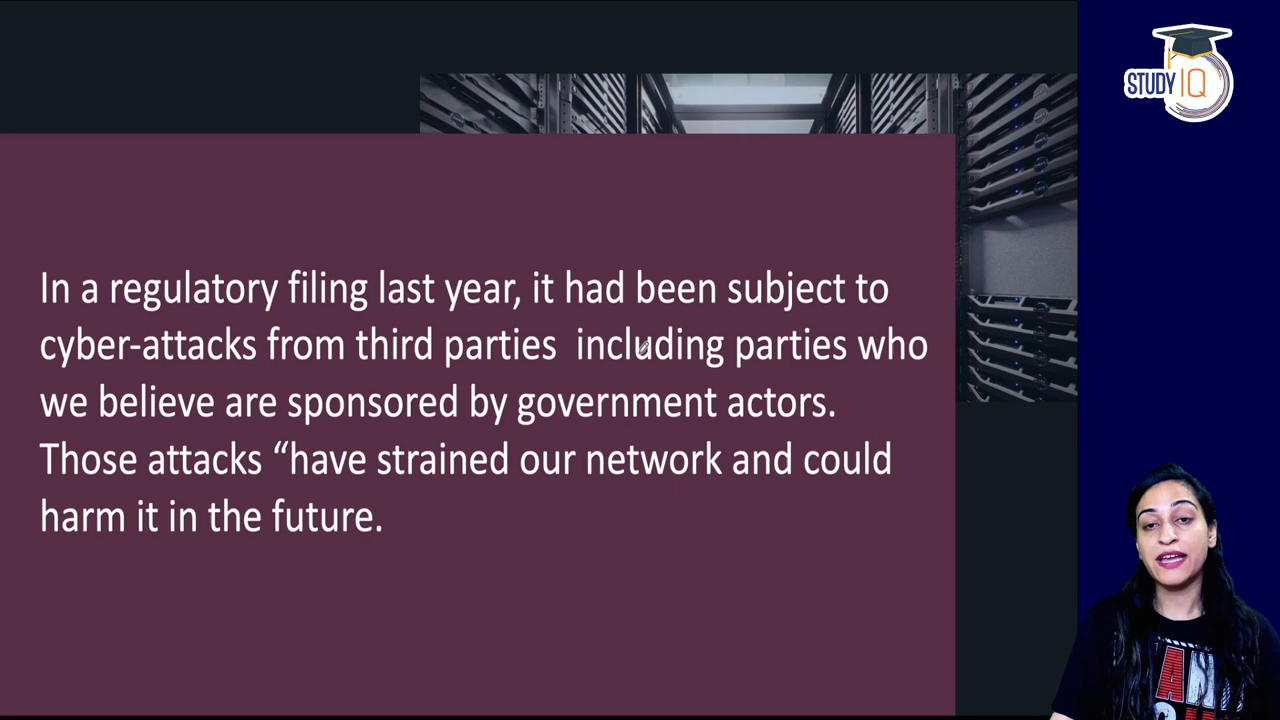 STUDY IQ
In a regulatory filing last year, it had been subject to
cyber-attacks from third parties  including parties who
we believe are sponsored by government actors.
Those attacks “have strained our network and could
harm it in the future.